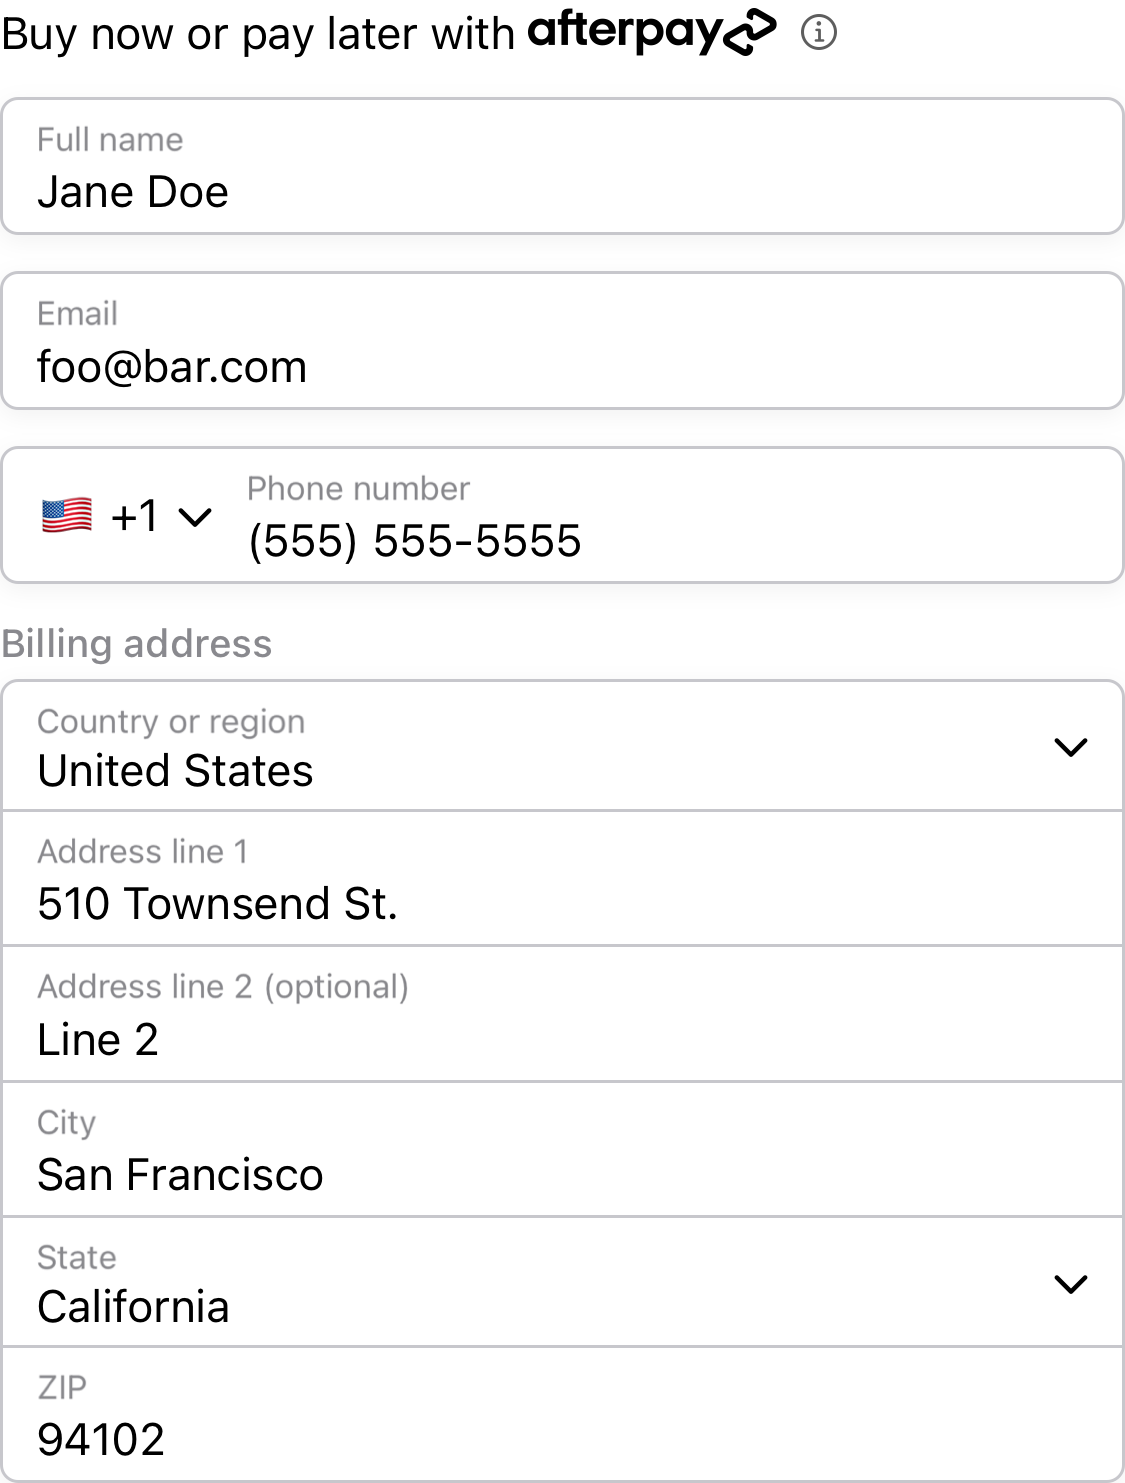 Buy now or pay later with afterpay
Full name
Jane Doe
Email
foo@bar.com
Phone number
+1 (555) 555-5555
Billing address
Country or region
United States
Address line 1
510 Townsend St.
Address line 2 (optional)
Line 2
City
San Francisco
State
California
ZIP
94102